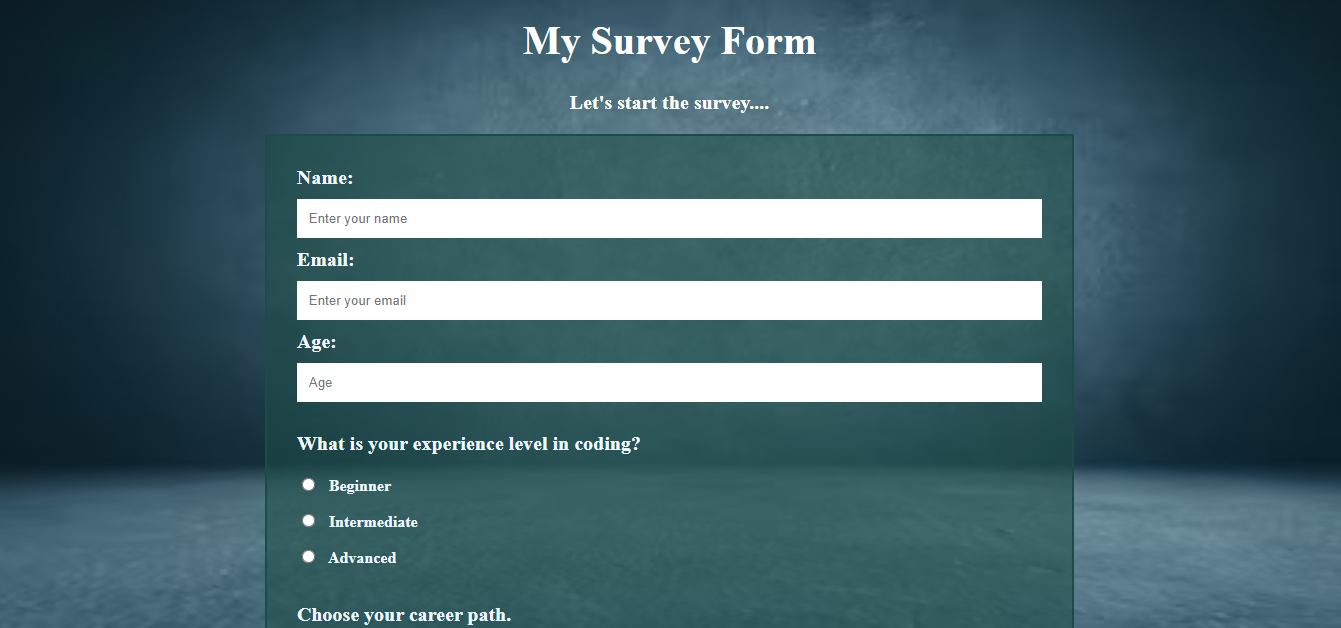 My Survey Form
Let's start the survey....
Name:
Enter your name
Email:
Enter your email
Age:
Age
What is your experience level in coding?
Beginner
Intermediate
Advanced
Choose your career path.